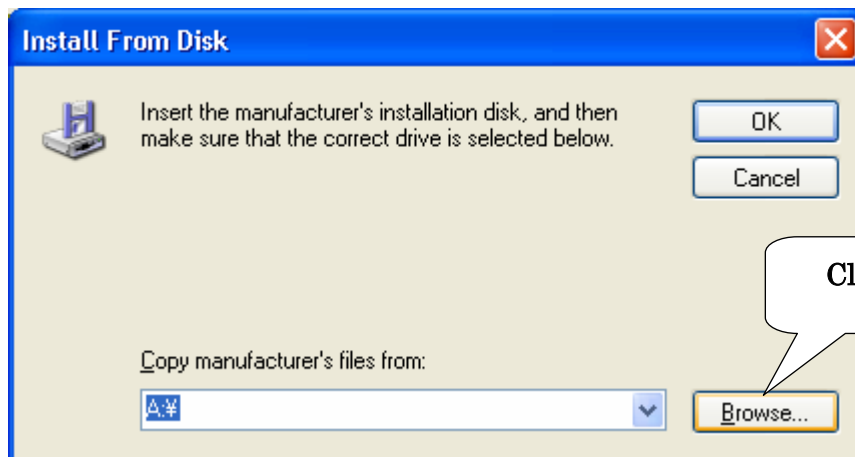 Install From Disk
Insert the manufacturer's installation disk, and then
make sure that the correct drive is selected below.
OK
Cancel
Copy manufacturer's files from:
A:¥
Browse...